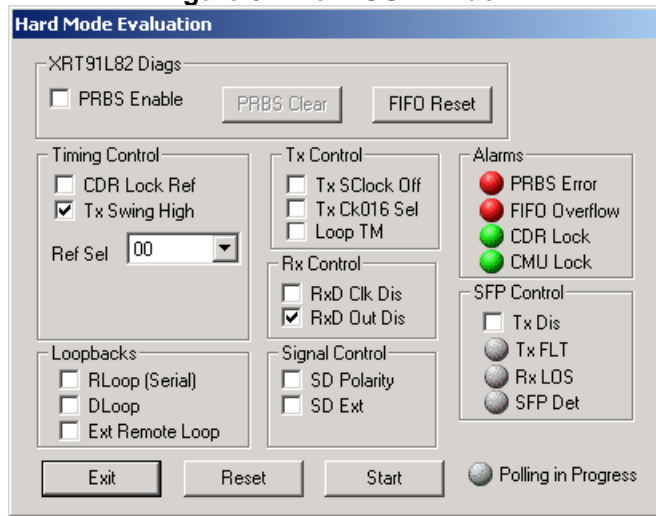 Hard Mode Evaluation
XRT91L82 Diags
PRBS Enable
PRBS Clear
FIFO Reset
Timing Control
CDR Lock Ref
Tx Swing High
Ref Sel 00
Tx Control
Tx SClock Off
Tx Ck016 Sel
Loop TM
Rx Control
RxD Clk Dis
RxD Out Dis
Alarms
PRBS Error
FIFO Overflow
CDR Lock
CMU Lock
SFP Control
Tx Dis
Tx FLT
Rx LOS
SFP Det
Loopbacks
RLoop (Serial)
DLoop
Ext Remote Loop
Signal Control
SD Polarity
SD Ext
Exit
Reset
Start
Polling in Progress